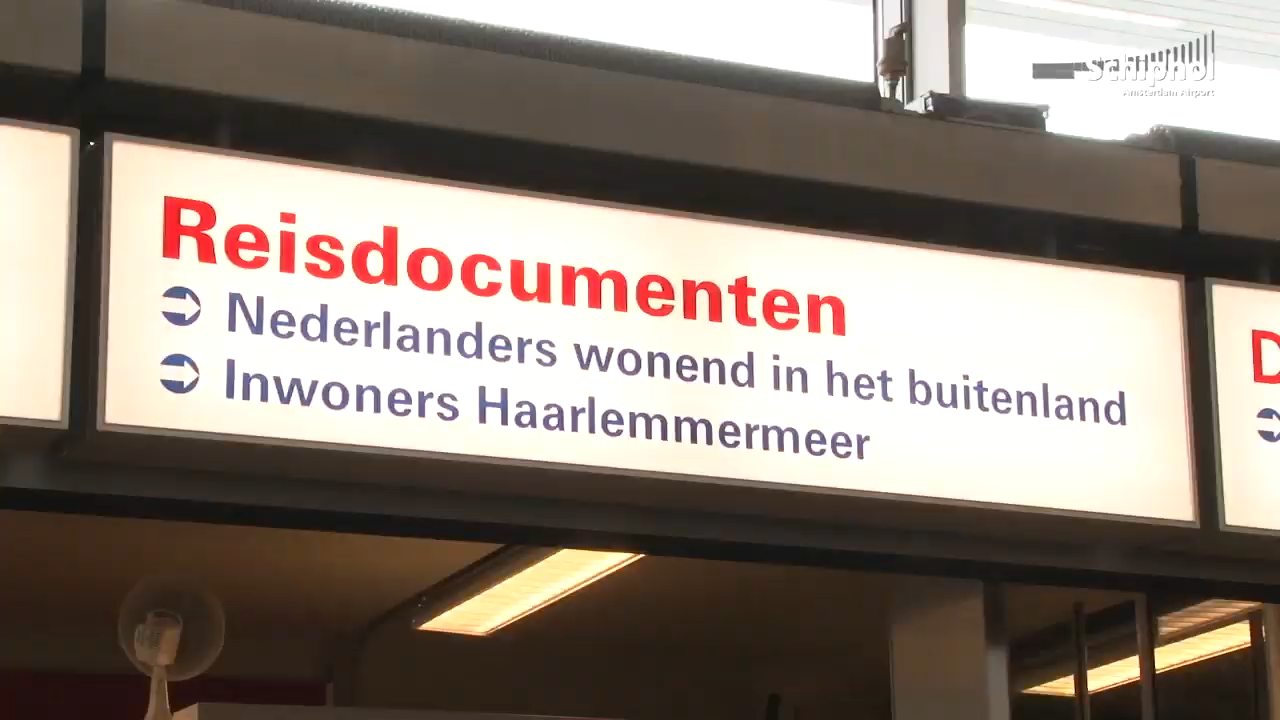 Schiphol
Amsterdam Airport
Reisdocumenten
Nederlanders wonend in het buitenland
Inwoners Haarlemmermeer
D